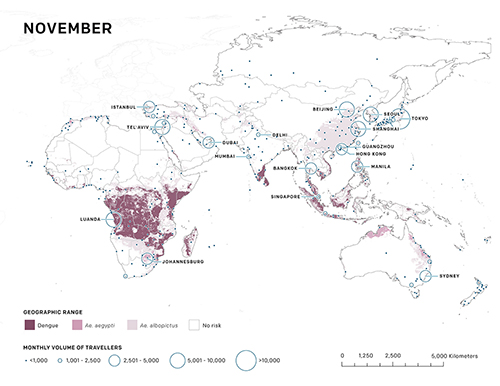 NOVEMBER
ISTANBUL
BEIJING
SEOUL
TOKYO
TEL AVIV
SHANGHAI
DUBAI
DELHI
GUANGZHOU
MUMBAI
HONG KONG
BANGKOK
MANILA
SINGAPORE
LUANDA
JOHANNESBURG
SYDNEY
GEOGRAPHIC RANGE
Dengue Ae. aegypti Ae. albopictus No risk
MONTHLY VOLUME OF TRAVELLERS
<1,000 1,001 - 2,500 2,501 - 5,000 5,001 - 10,000 >10,000
0 1,250 2,500 5,000 Kilometers